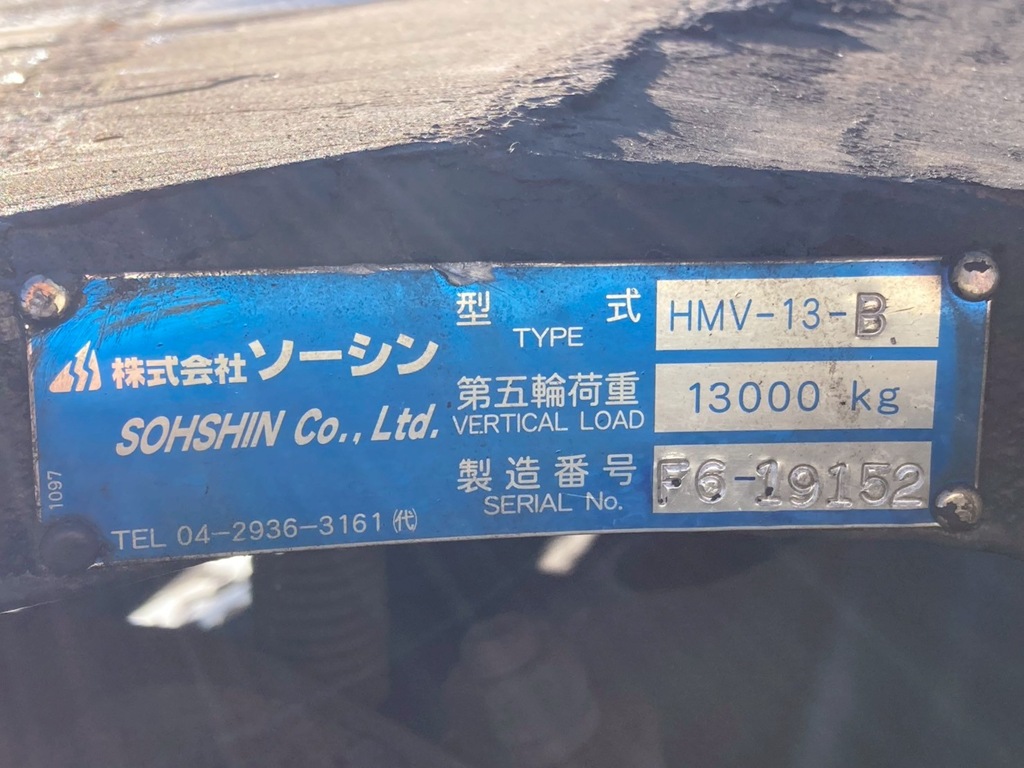 株式会社ソーシン
SOHSHIN Co., Ltd.
1097
TEL 04-2936-3161 ㈹
型 式 HMV-13-B
TYPE
第五輪荷重 13000 kg
VERTICAL LOAD
製造番号 F6-19152
SERIAL No.